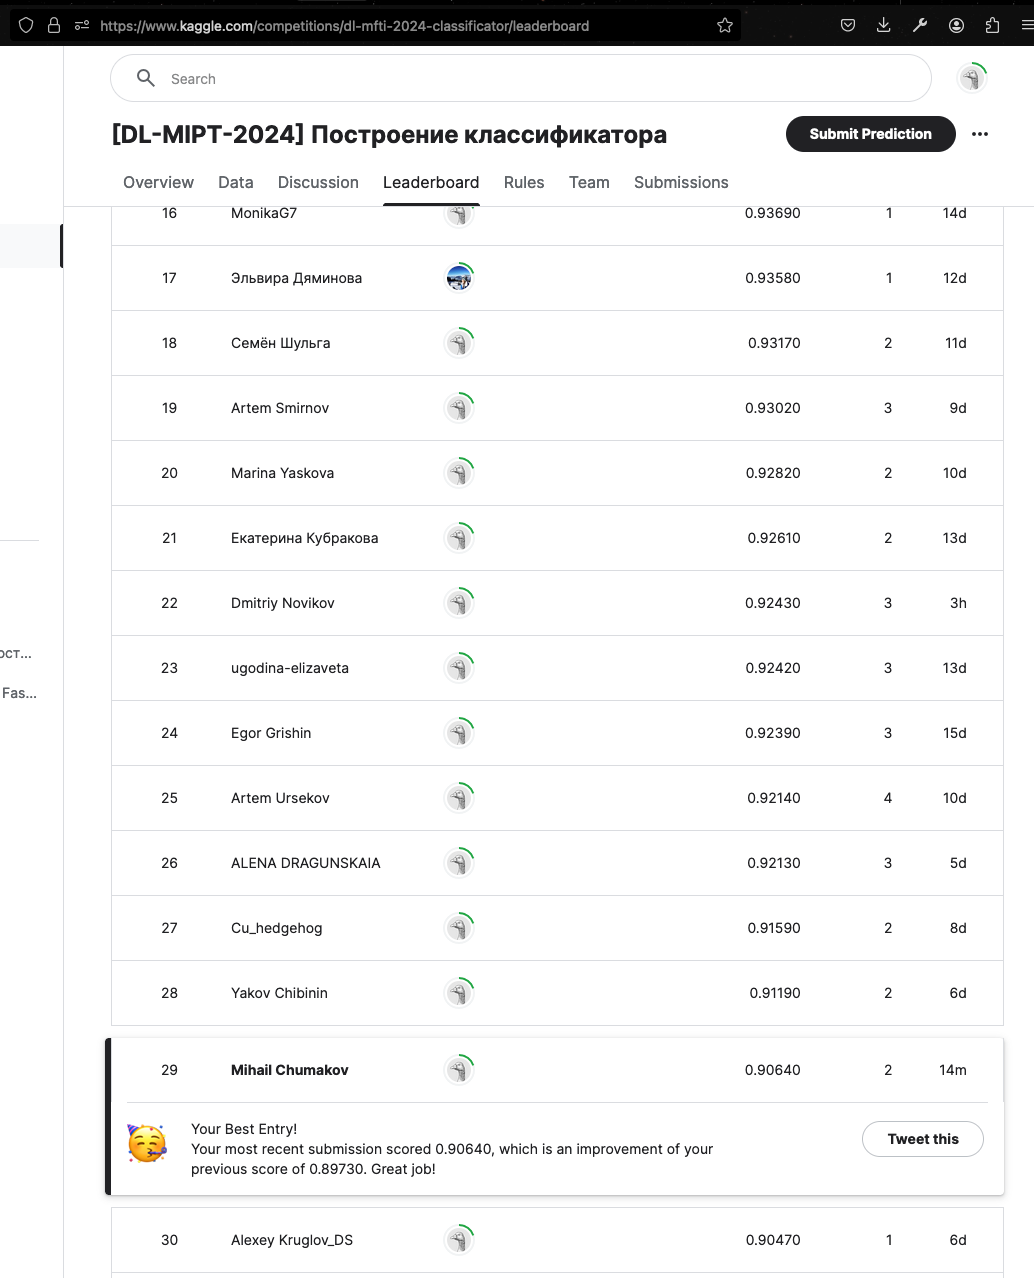 https://www.kaggle.com/competitions/dl-mfti-2024-classificator/leaderboard
Search
[DL-MIPT-2024] Построение классификатора
Submit Prediction
Overview Data Discussion Leaderboard Rules Team Submissions
16 MonikaG7 0.93690 1 14d
17 Эльвира Дяминова 0.93580 1 12d
18 Семён Шульга 0.93170 2 11d
19 Artem Smirnov 0.93020 3 9d
20 Marina Yaskova 0.92820 2 10d
21 Екатерина Кубракова 0.92610 2 13d
22 Dmitriy Novikov 0.92430 3 3h
ост...
23 ugodina-elizaveta 0.92420 3 13d
Fas...
24 Egor Grishin 0.92390 3 15d
25 Artem Ursekov 0.92140 4 10d
26 ALENA DRAGUNSKAIA 0.92130 3 5d
27 Cu_hedgehog 0.91590 2 8d
28 Yakov Chibinin 0.91190 2 6d
29 Mihail Chumakov 0.90640 2 14m
Your Best Entry!
Your most recent submission scored 0.90640, which is an improvement of your
previous score of 0.89730. Great job!
Tweet this
30 Alexey Kruglov_DS 0.90470 1 6d